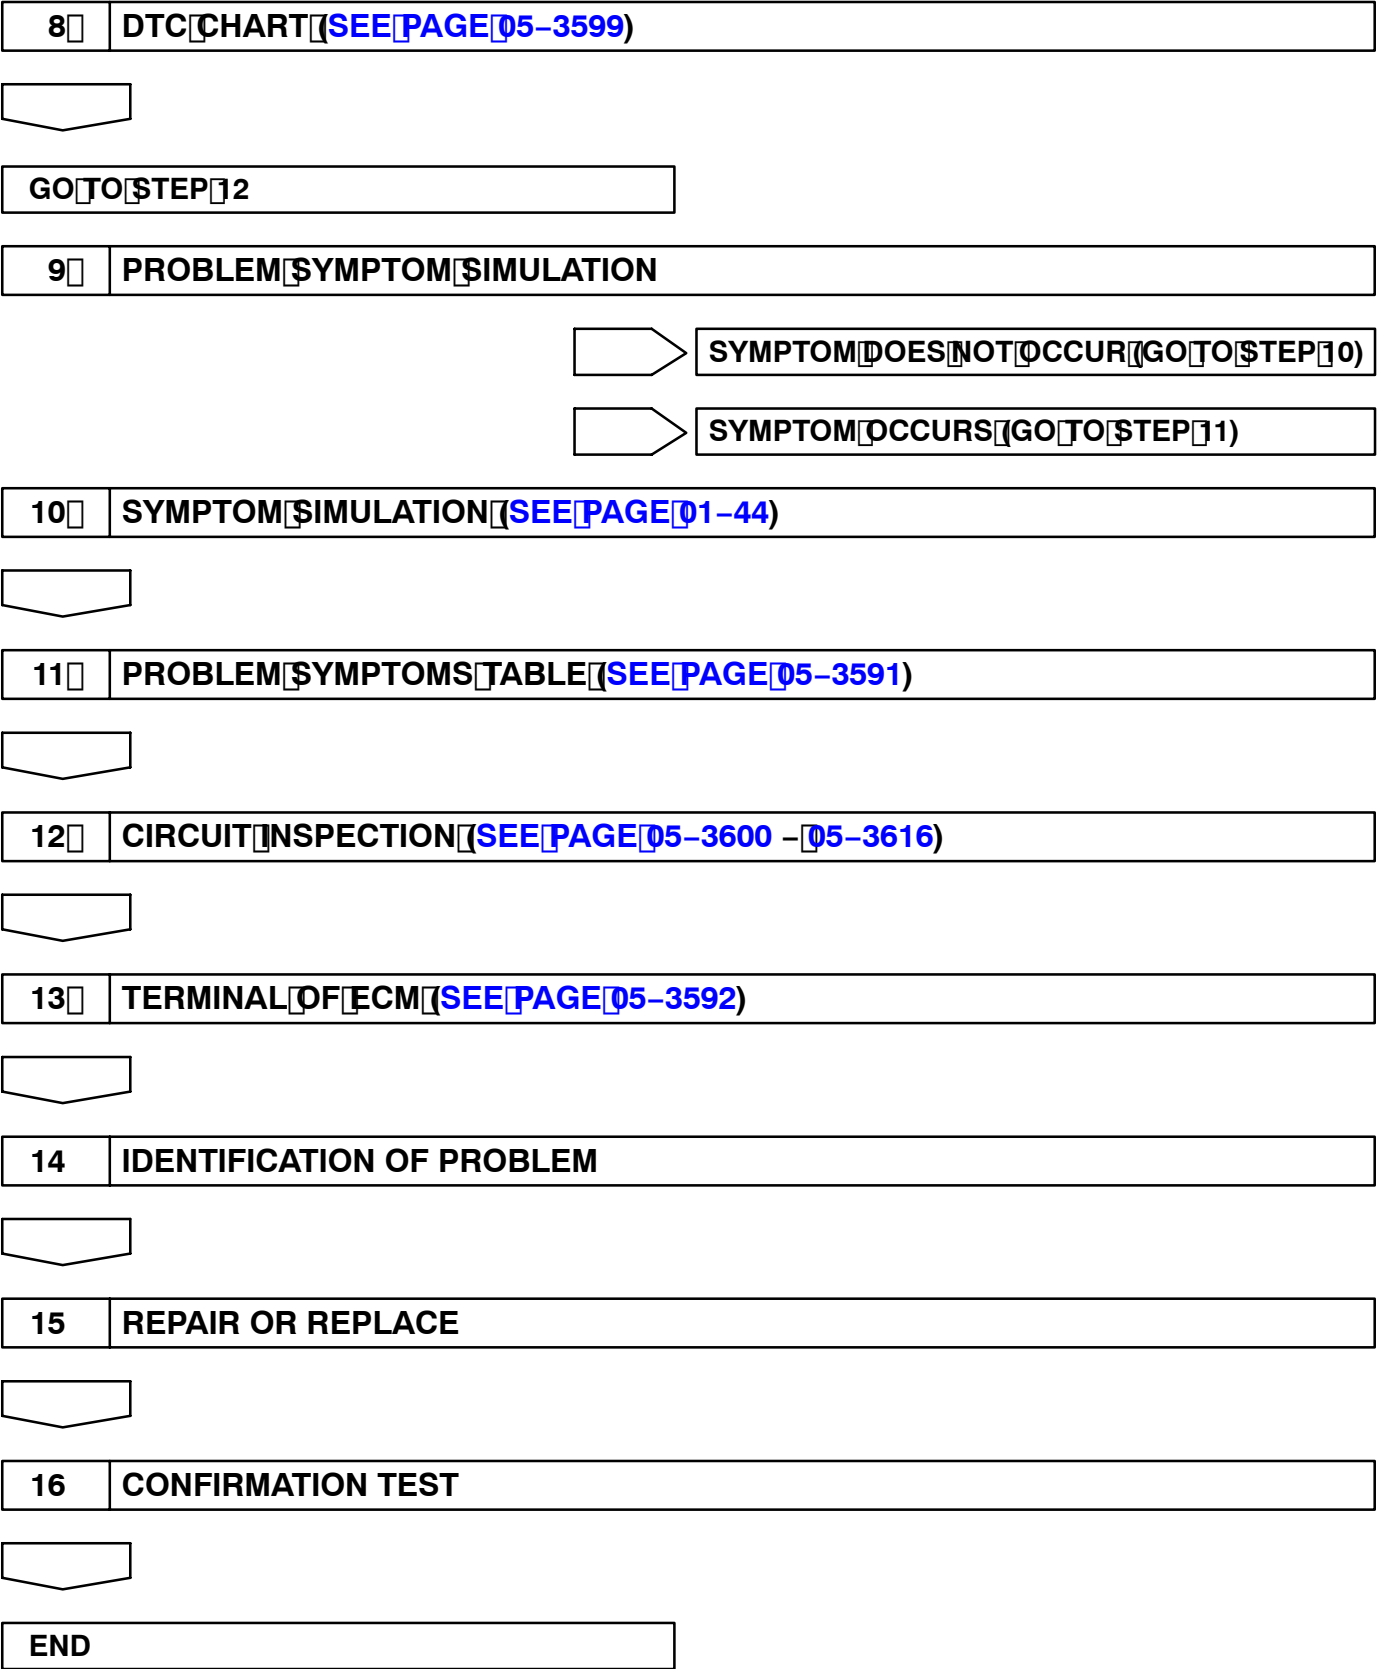 8 DTC CHART (SEE PAGE 05–3599)
GO TO STEP 12
9 PROBLEM SYMPTOM SIMULATION
SYMPTOM DOES NOT OCCUR (GO TO STEP 10)
SYMPTOM OCCURS (GO TO STEP 11)
10 SYMPTOM SIMULATION (SEE PAGE 01–44)
11 PROBLEM SYMPTOMS TABLE (SEE PAGE 05–3591)
12 CIRCUIT INSPECTION (SEE PAGE 05–3600 – 05–3616)
13 TERMINAL OF ECM (SEE PAGE 05–3592)
14 IDENTIFICATION OF PROBLEM
15 REPAIR OR REPLACE
16 CONFIRMATION TEST
END